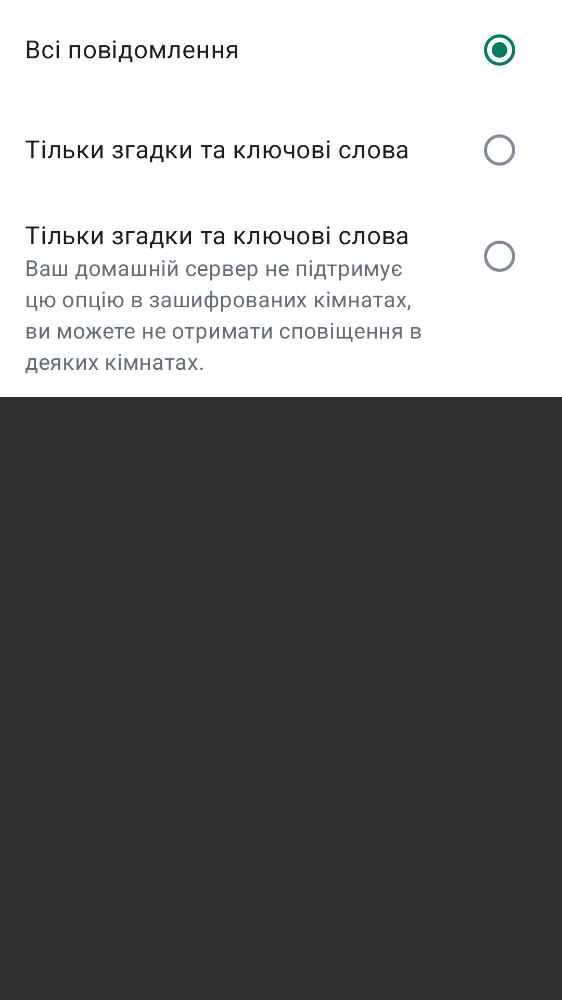 Всі повідомлення
Тільки згадки та ключові слова
Тільки згадки та ключові слова
Ваш домашній сервер не підтримує
цю опцію в зашифрованих кімнатах,
ви можете не отримати сповіщення в
деяких кімнатах.